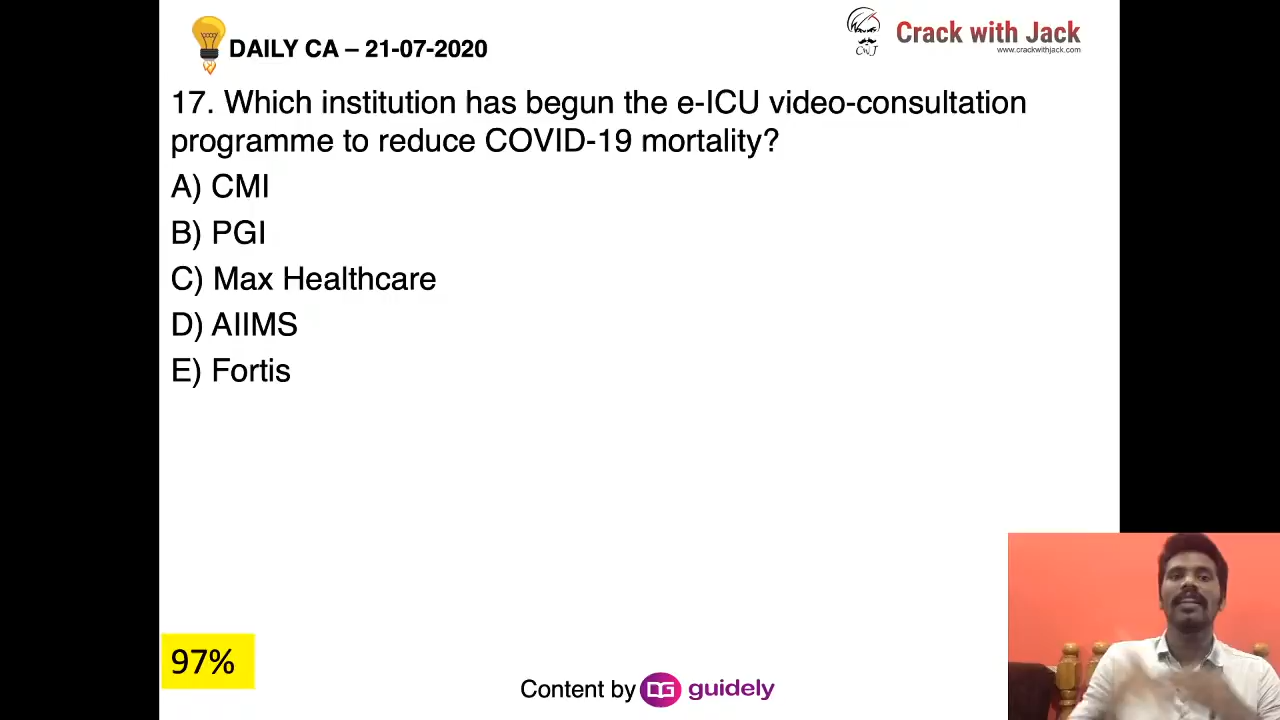 DAILY CA – 21-07-2020
Crack with Jack
www.crackwithjack.com
CWJ
17. Which institution has begun the e-ICU video-consultation
programme to reduce COVID-19 mortality?
A) CMI
B) PGI
C) Max Healthcare
D) AIIMS
E) Fortis
97%
Content by guidely